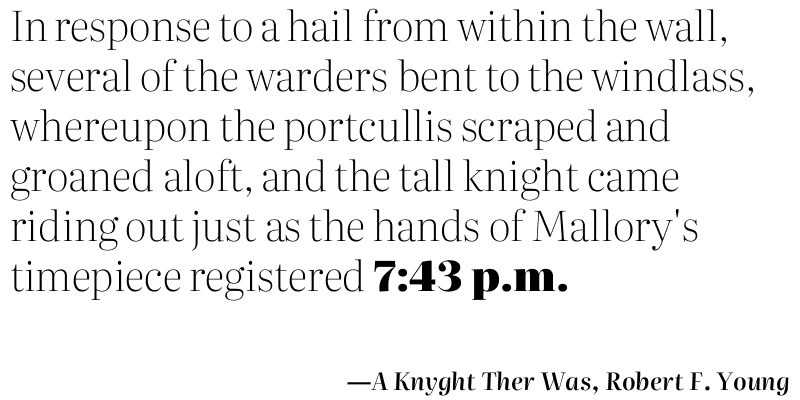 In response to a hail from within the wall,
several of the warders bent to the windlass,
whereupon the portcullis scraped and
groaned aloft, and the tall knight came
riding out just as the hands of Mallory's
timepiece registered 7:43 p.m.
—A Knyght Ther Was, Robert F. Young